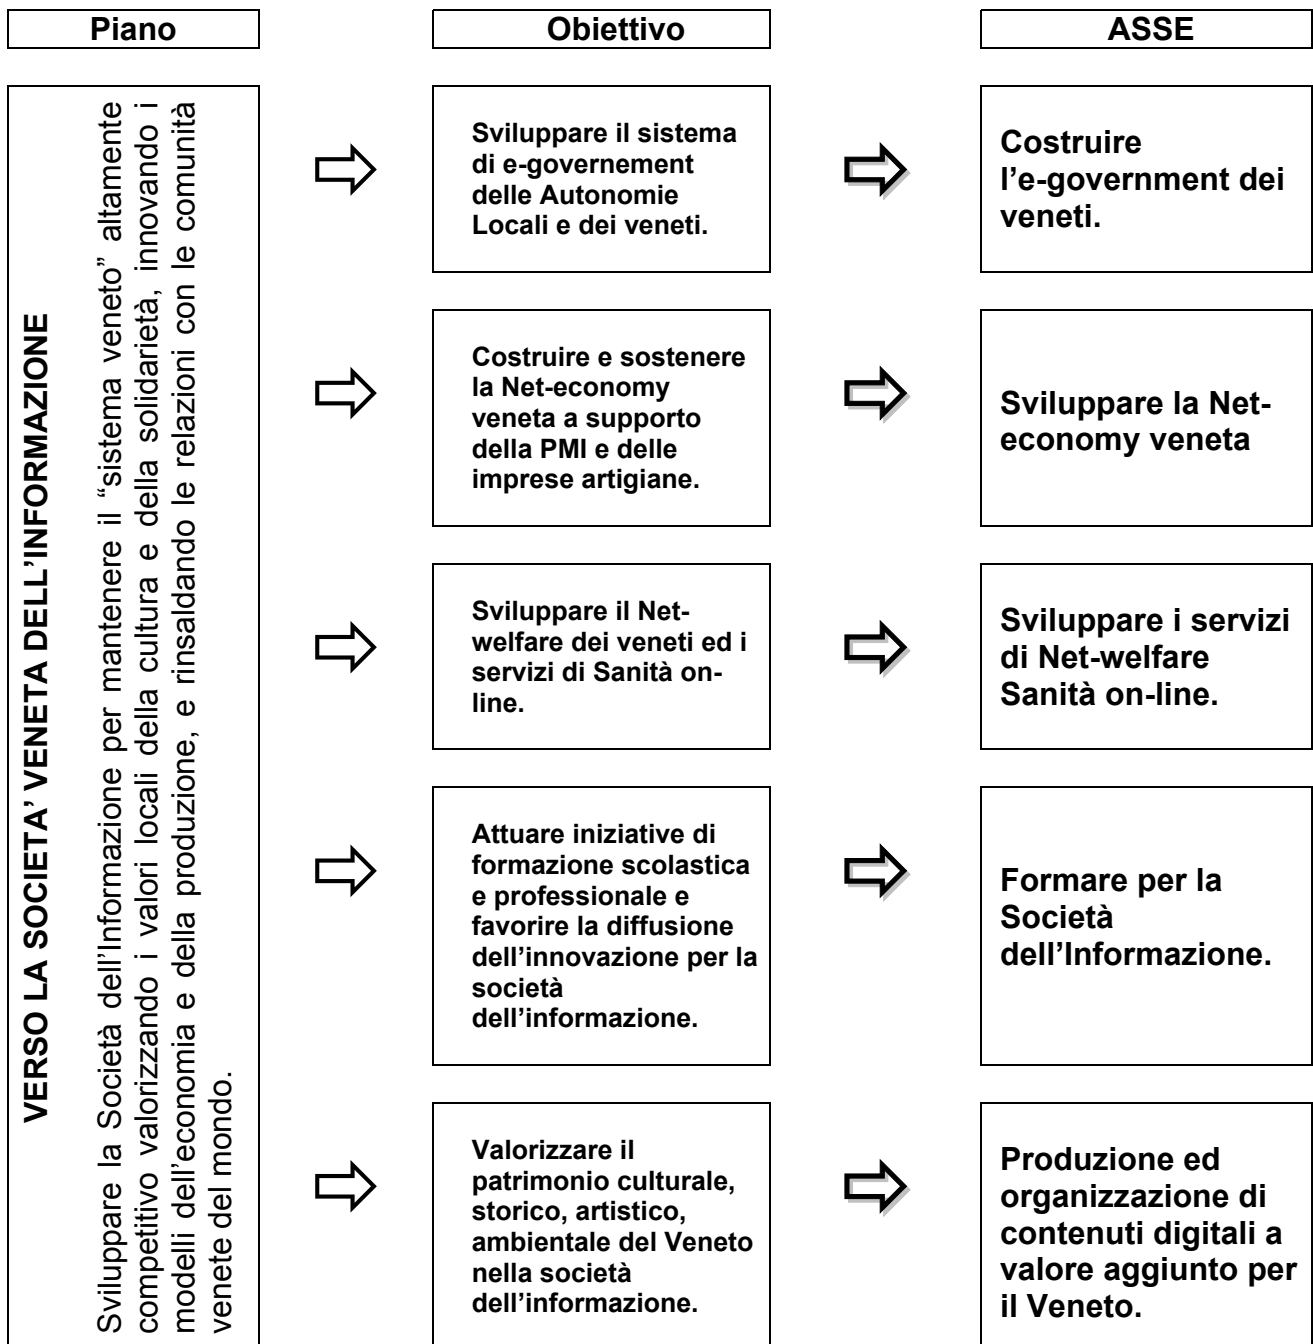 Piano
Obiettivo
ASSE
VERSO LA SOCIETA’ VENETA DELL’INFORMAZIONE
Sviluppare la Società dell’Informazione per mantenere il “sistema veneto” altamente
competitivo valorizzando i valori locali della cultura e della solidarietà, innovando i
modelli dell’economia e della produzione, e rinsaldando le relazioni con le comunità
venete del mondo.
Sviluppare il sistema
di e-governement
delle Autonomie
Locali e dei veneti.
Costruire
l’e-government dei
veneti.
Costruire e sostenere
la Net-economy
veneta a supporto
della PMI e delle
imprese artigiane.
Sviluppare la Net-
economy veneta
Sviluppare il Net-
welfare dei veneti ed i
servizi di Sanità on-
line.
Sviluppare i servizi
di Net-welfare
Sanità on-line.
Attuare iniziative di
formazione scolastica
e professionale e
favorire la diffusione
dell’innovazione per la
società
dell’informazione.
Formare per la
Società
dell’Informazione.
Valorizzare il
patrimonio culturale,
storico, artistico,
ambientale del Veneto
nella società
dell’informazione.
Produzione ed
organizzazione di
contenuti digitali a
valore aggiunto per
il Veneto.